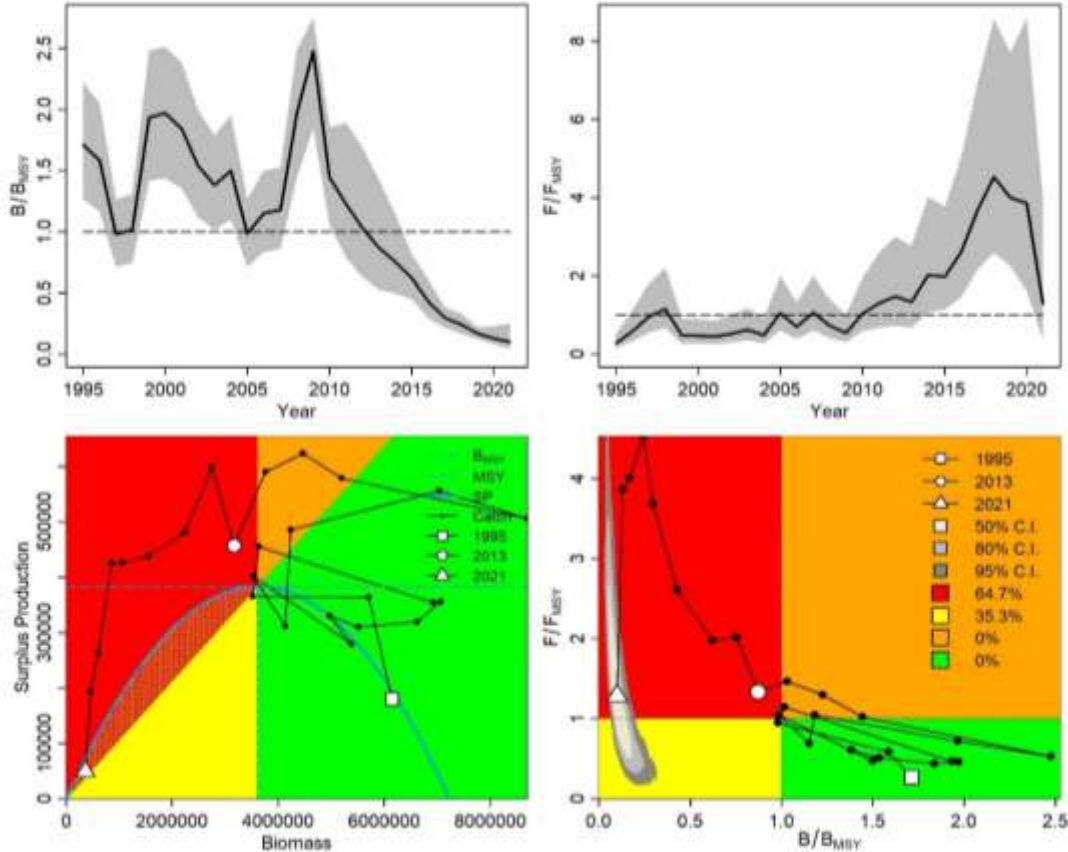 B/BMSY
2.5
2.0
1.5
1.0
0.5
0.0
1995 2000 2005 2010 2015 2020
Year
F/FMSY
8
6
4
2
0
1995 2000 2005 2010 2015 2020
Year
Surplus Production
500000
300000
100000
0
0 2000000 4000000 6000000 8000000
Biomass
BMSY
MSY
SP
Catch
1995
2013
2021
F/FMSY
4
3
2
1
0
0.0 0.5 1.0 1.5 2.0 2.5
B/BMSY
1995
2013
2021
50% C.I.
80% C.I.
95% C.I.
64.7%
35.3%
0%
0%